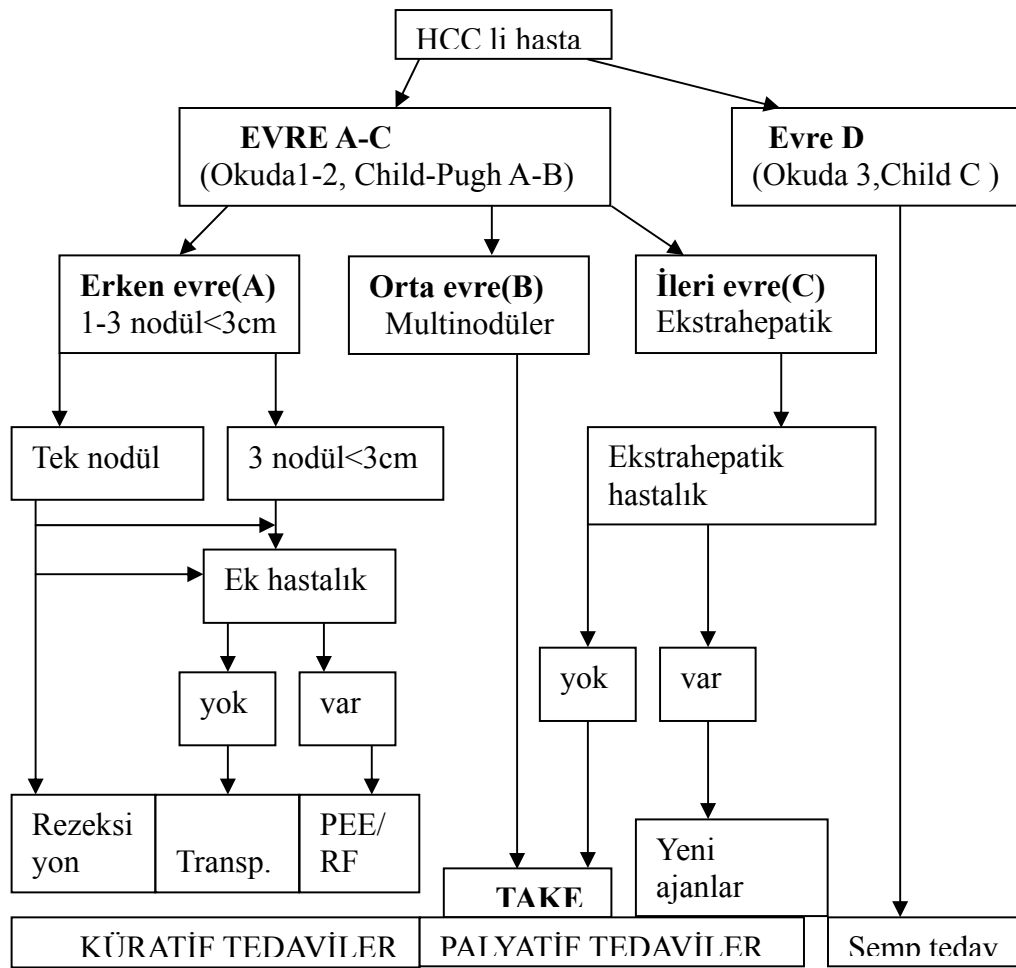 HCC li hasta
EVRE A-C
(Okuda1-2, Child-Pugh A-B)
Evre D
(Okuda 3,Child C )
Erken evre(A)
1-3 nodül<3cm
Orta evre(B)
Multinodüler
İleri evre(C)
Ekstrahepatik
Tek nodül
3 nodül<3cm
Ekstrahepatik
hastalık
Ek hastalık
yok
var
yok
var
Rezeksi
yon
Transp.
PEE/
RF
TAKE
Yeni
ajanlar
KÜRATİF TEDAVİLER
PALYATİF TEDAVİLER
Semp tedav